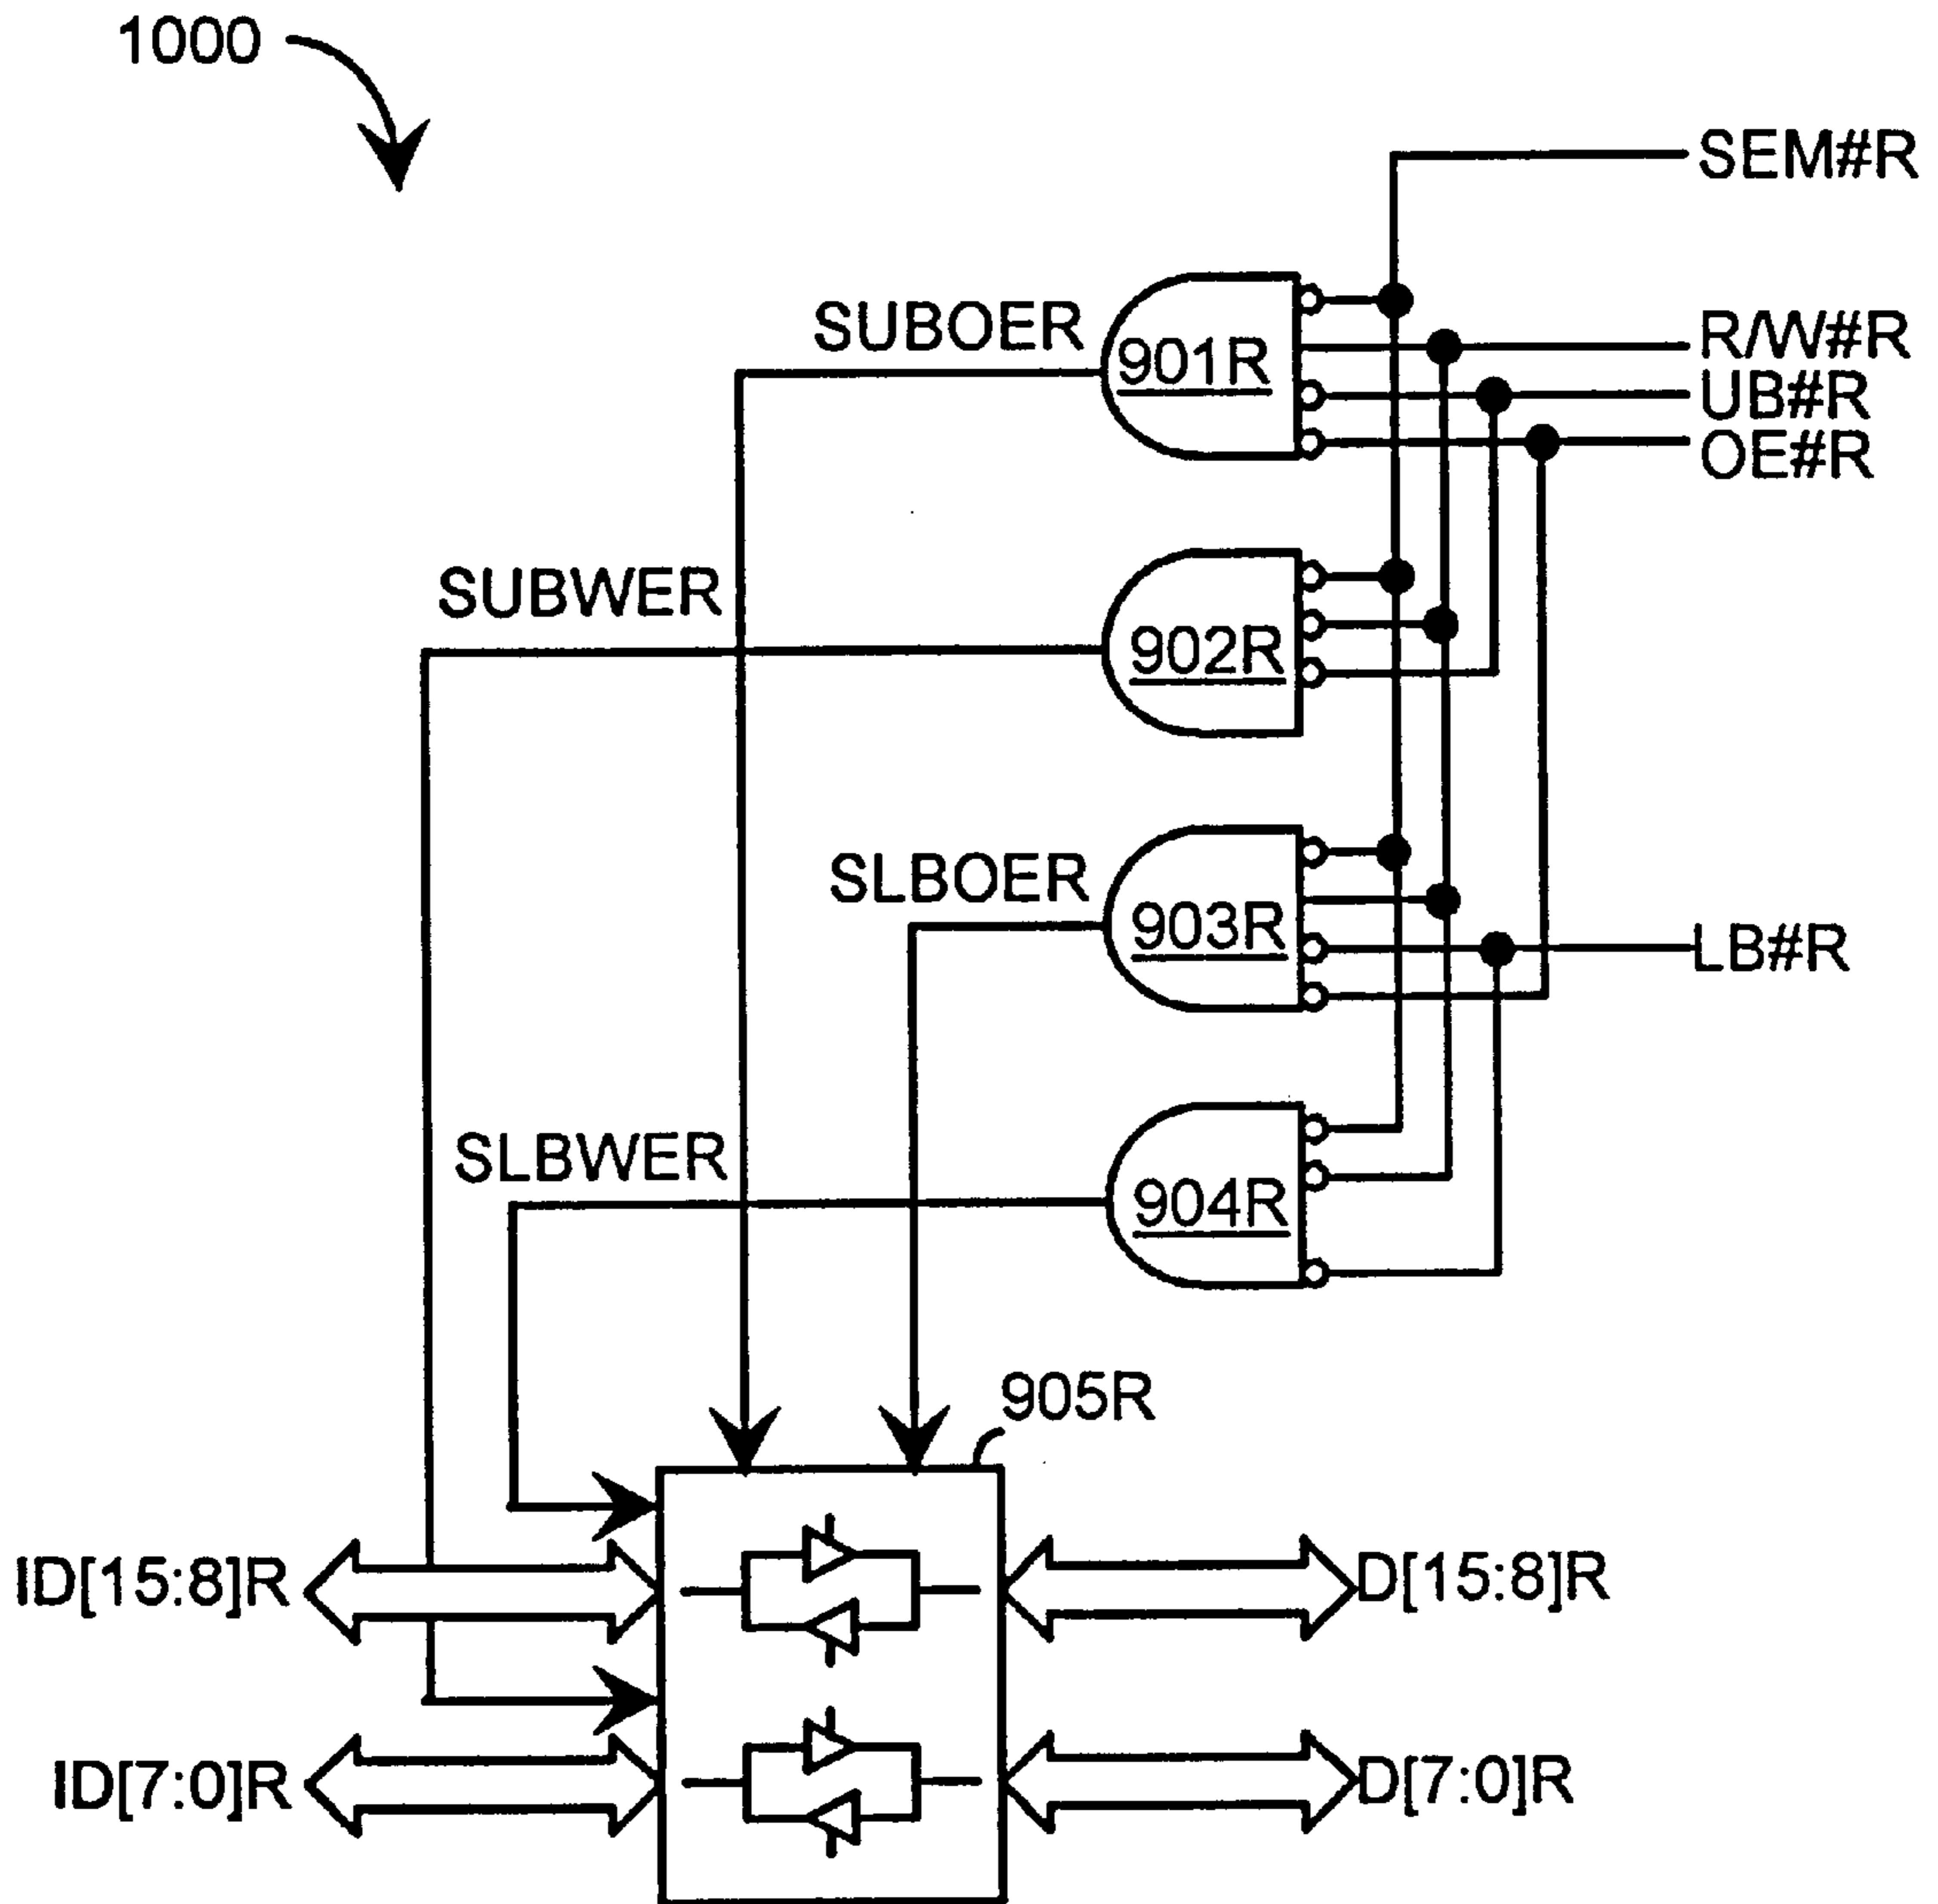 1000
SEM#R
SUBOER
901R
R/W#R
UB#R
OE#R
SUBWER
902R
SLBOER
903R
LB#R
SLBWER
904R
905R
ID[15:8]R
D[15:8]R
ID[7:0]R
D[7:0]R